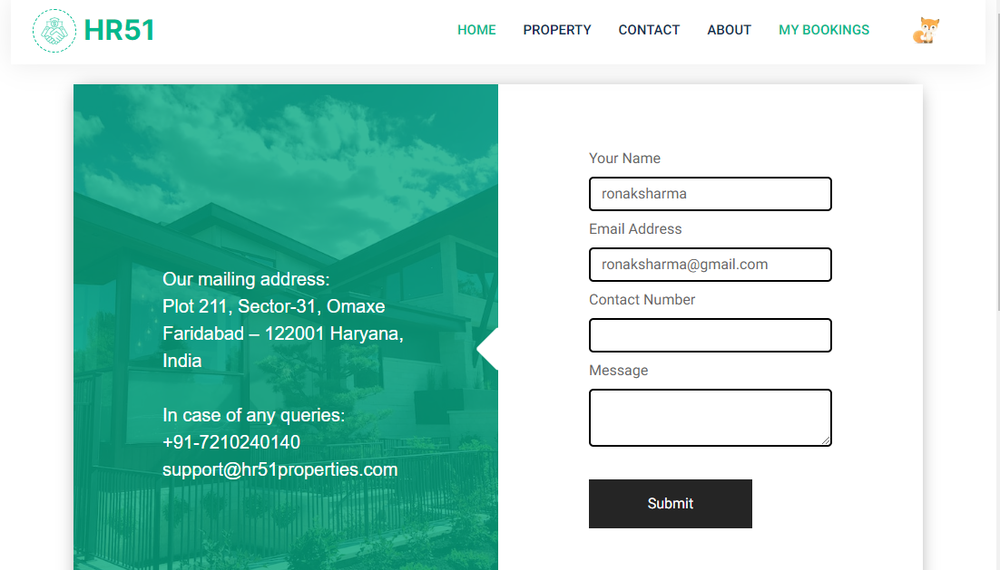 HR51
HOME PROPERTY CONTACT ABOUT MY BOOKINGS
Our mailing address:
Plot 211, Sector-31, Omaxe
Faridabad – 122001 Haryana,
India
In case of any queries:
+91-7210240140
support@hr51properties.com
Your Name
ronaksharma
Email Address
ronaksharma@gmail.com
Contact Number
Message
Submit